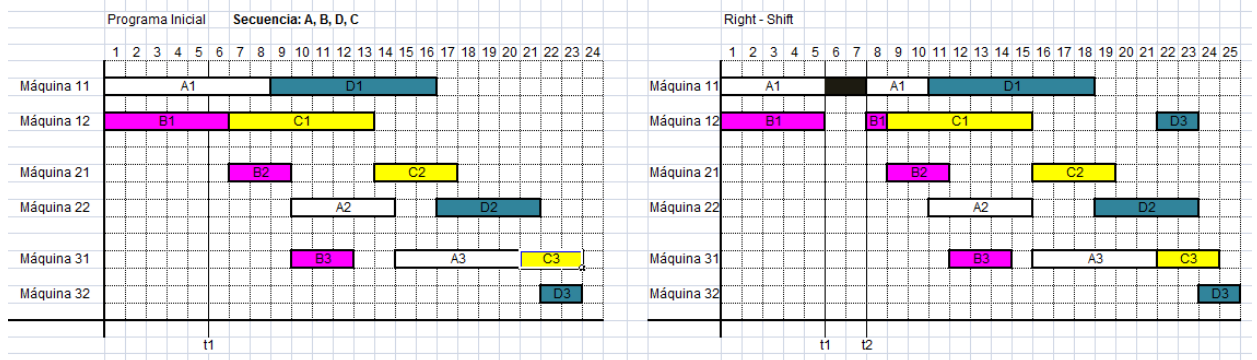 Programa Inicial Secuencia: A, B, D, C
1 2 3 4 5 6 7 8 9 10 11 12 13 14 15 16 17 18 19 20 21 22 23 24
Máquina 11 A1 D1
Máquina 12 B1 C1
Máquina 21 B2 C2
Máquina 22 A2 D2
Máquina 31 B3 A3 C3
Máquina 32 D3
t1
Right - Shift
1 2 3 4 5 6 7 8 9 10 11 12 13 14 15 16 17 18 19 20 21 22 23 24 25
Máquina 11 A1 A1 D1
Máquina 12 B1 B1 C1 D3
Máquina 21 B2 C2
Máquina 22 A2 D2
Máquina 31 B3 A3 C3
Máquina 32 D3
t1 t2